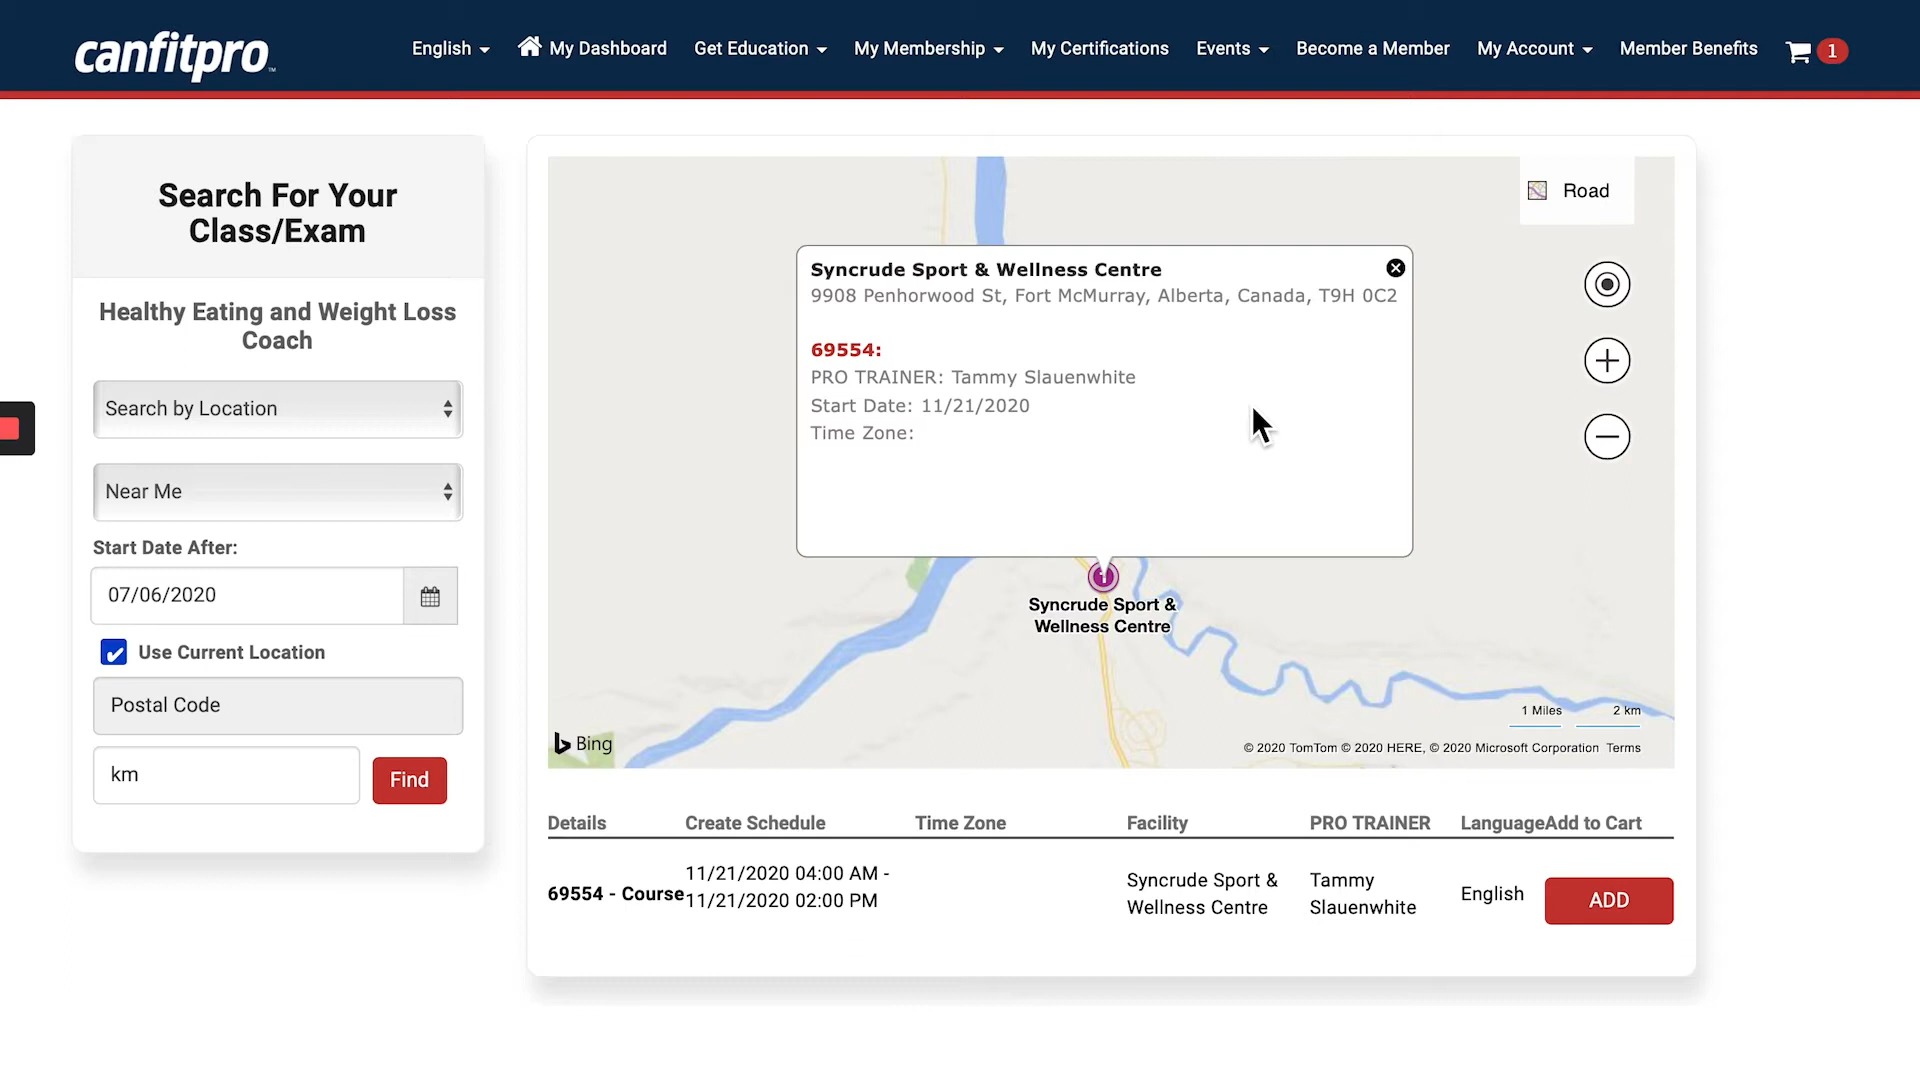 canfitpro™
English My Dashboard Get Education My Membership My Certifications Events Become a Member My Account Member Benefits 1
Search For Your
Class/Exam
Healthy Eating and Weight Loss
Coach
Search by Location
Near Me
Start Date After:
07/06/2020
Use Current Location
Postal Code
km
Find
Road
Syncrude Sport & Wellness Centre
9908 Penhorwood St, Fort McMurray, Alberta, Canada, T9H 0C2
69554:
PRO TRAINER: Tammy Slauenwhite
Start Date: 11/21/2020
Time Zone:
1
Syncrude Sport &
Wellness Centre
1 Miles 2 km
Bing
© 2020 TomTom © 2020 HERE, © 2020 Microsoft Corporation Terms
Details Create Schedule Time Zone Facility PRO TRAINER Language Add to Cart
69554 - Course
11/21/2020 04:00 AM -
11/21/2020 02:00 PM
Syncrude Sport &
Wellness Centre
Tammy
Slauenwhite
English
ADD